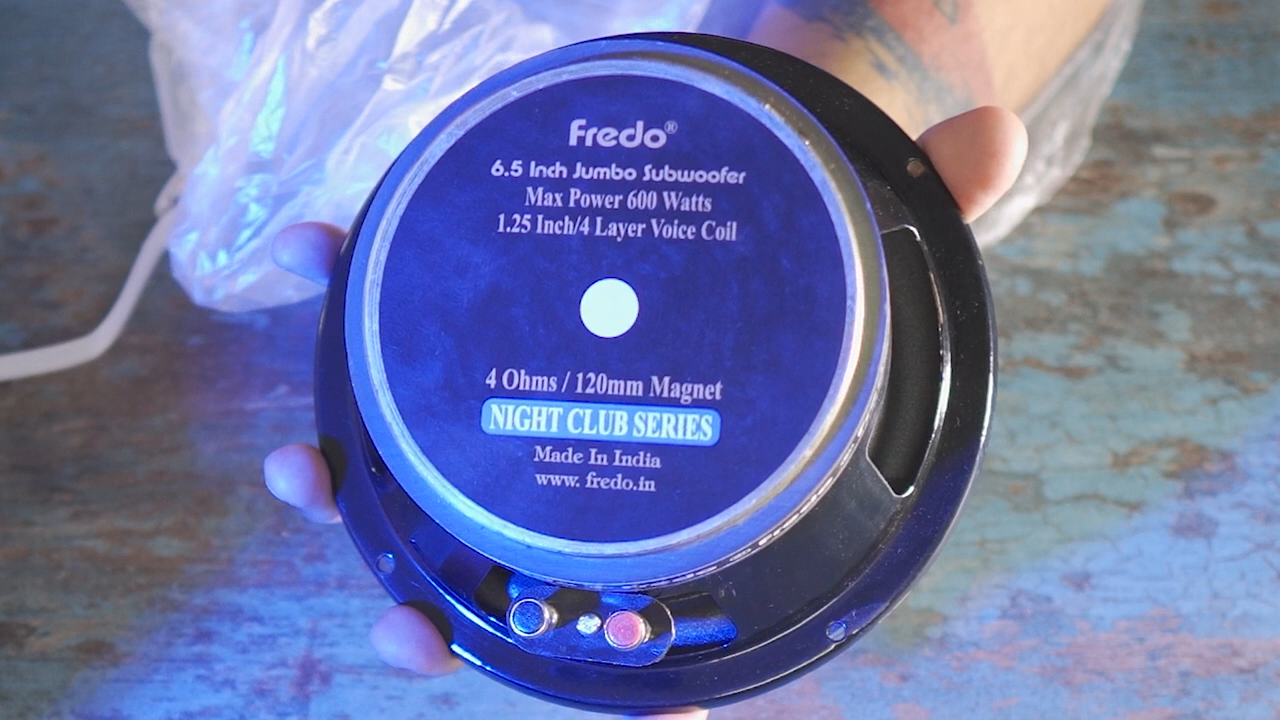 Fredo®
6.5 Inch Jumbo Subwoofer
Max Power 600 Watts
1.25 Inch/4 Layer Voice Coil
4 Ohms / 120mm Magnet
NIGHT CLUB SERIES
Made In India
www. fredo.in